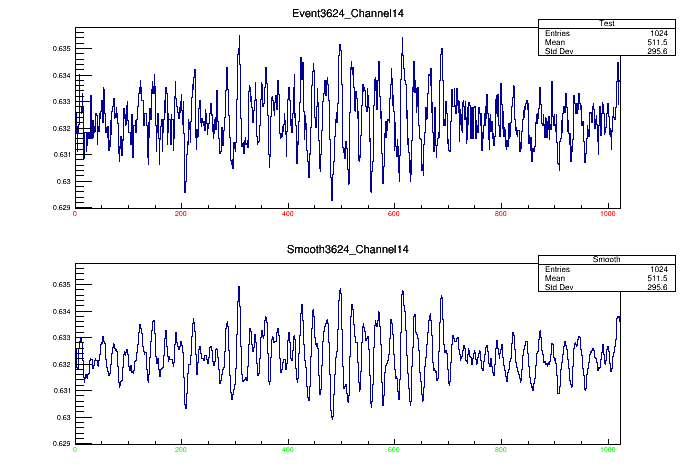 Event3624_Channel14
Test
Entries 1024
Mean 511.5
Std Dev 295.6
0.635
0.634
0.633
0.632
0.631
0.63
0.629
0 200 400 600 800 1000
Smooth3624_Channel14
Smooth
Entries 1024
Mean 511.5
Std Dev 295.6
0.635
0.634
0.633
0.632
0.631
0.63
0.629
0 200 400 600 800 1000